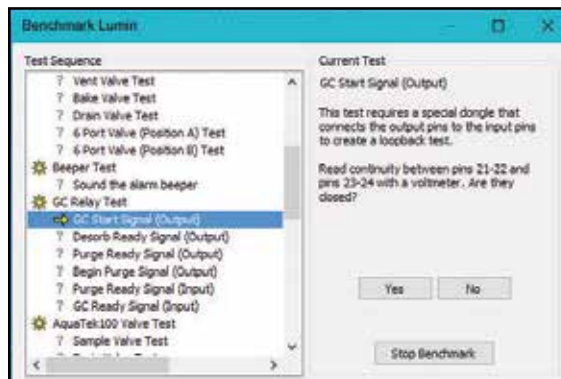 Benchmark Lumin
Test Sequence
? Vent Valve Test
? Bake Valve Test
? Drain Valve Test
? 6 Port Valve (Position A) Test
? 6 Port Valve (Position B) Test
Beeper Test
? Sound the alarm beeper
GC Relay Test
GC Start Signal (Output)
? Desorb Ready Signal (Output)
? Purge Ready Signal (Output)
? Begin Purge Signal (Output)
? Purge Ready Signal (Input)
? GC Ready Signal (Input)
AquaTek100 Valve Test
? Sample Valve Test
Current Test
GC Start Signal (Output)
This test requires a special dongle that
connects the output pins to the input pins
to create a loopback test.
Read continuity between pins 21-22 and
pins 23-24 with a voltmeter. Are they
closed?
Yes
No
Stop Benchmark